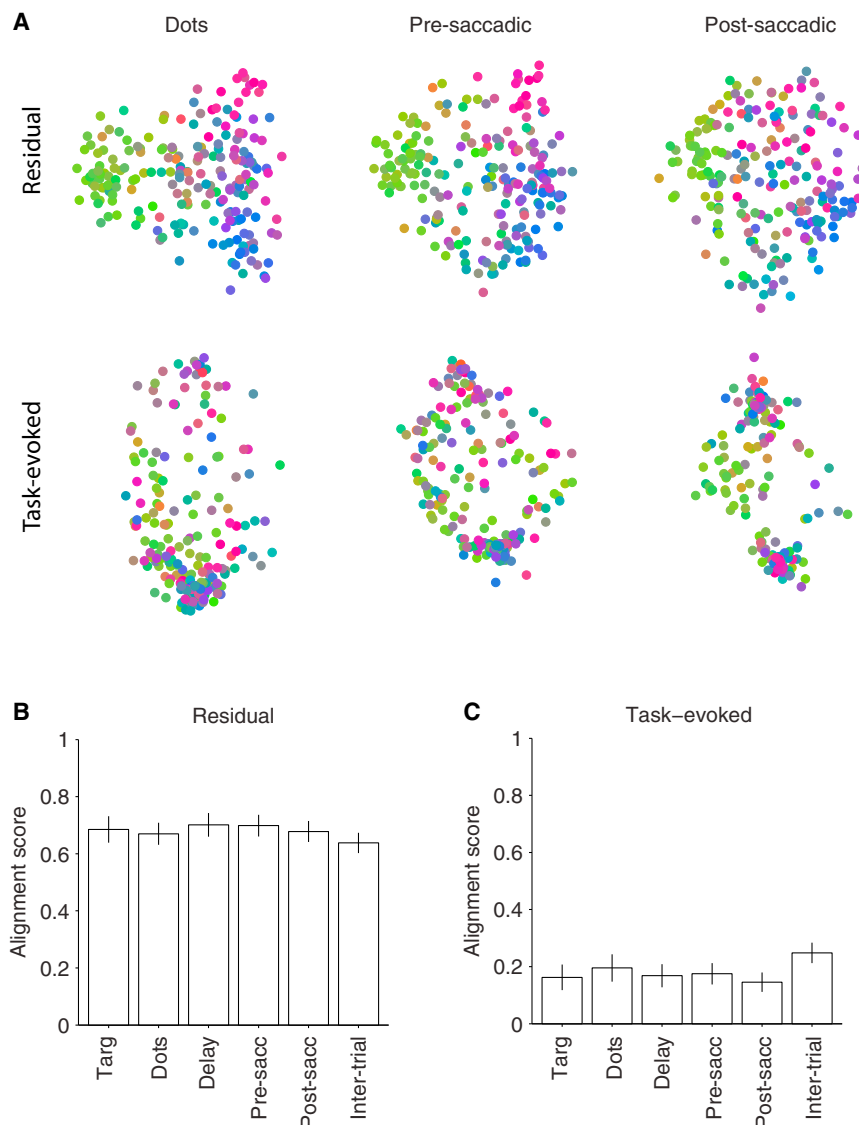 A
Dots
Pre-saccadic
Post-saccadic
Residual
Task-evoked
B
Residual
1
0.8
0.6
0.4
0.2
0
Alignment score
Targ
Dots
Delay
Pre-sacc
Post-sacc
Inter-trial
C
Task−evoked
1
0.8
0.6
0.4
0.2
0
Alignment score
Targ
Dots
Delay
Pre-sacc
Post-sacc
Inter-trial